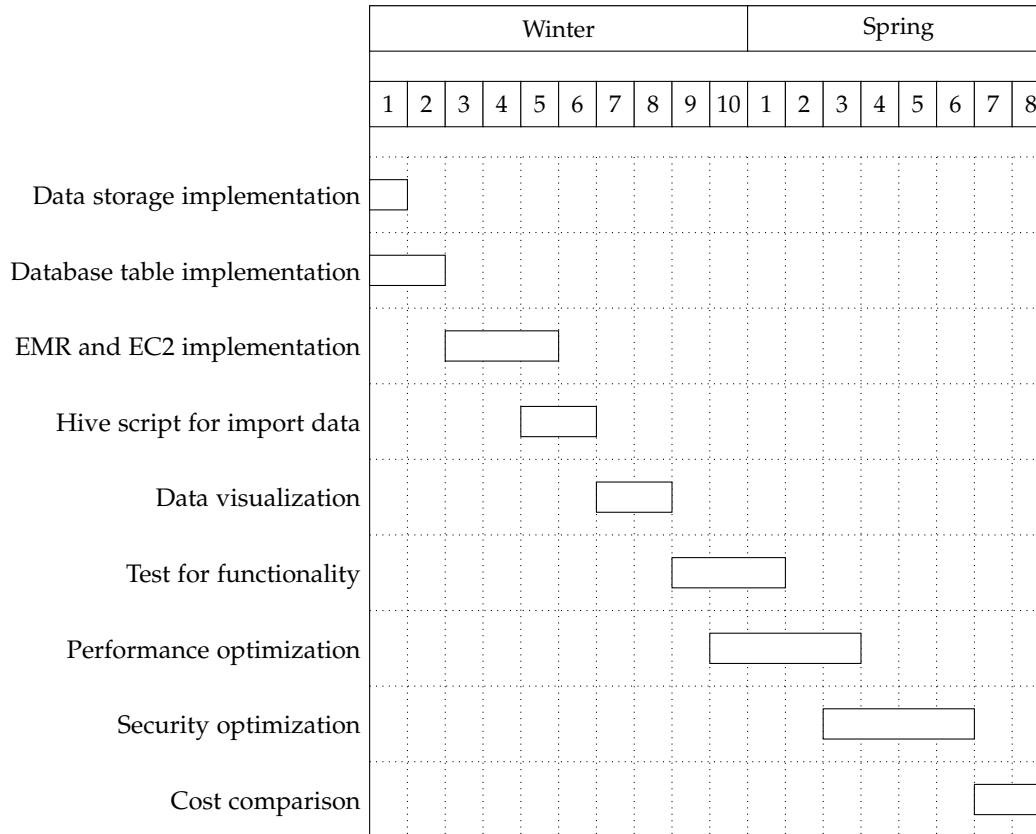 Winter Spring
1 2 3 4 5 6 7 8 9 10 1 2 3 4 5 6 7 8
Data storage implementation
Database table implementation
EMR and EC2 implementation
Hive script for import data
Data visualization
Test for functionality
Performance optimization
Security optimization
Cost comparison